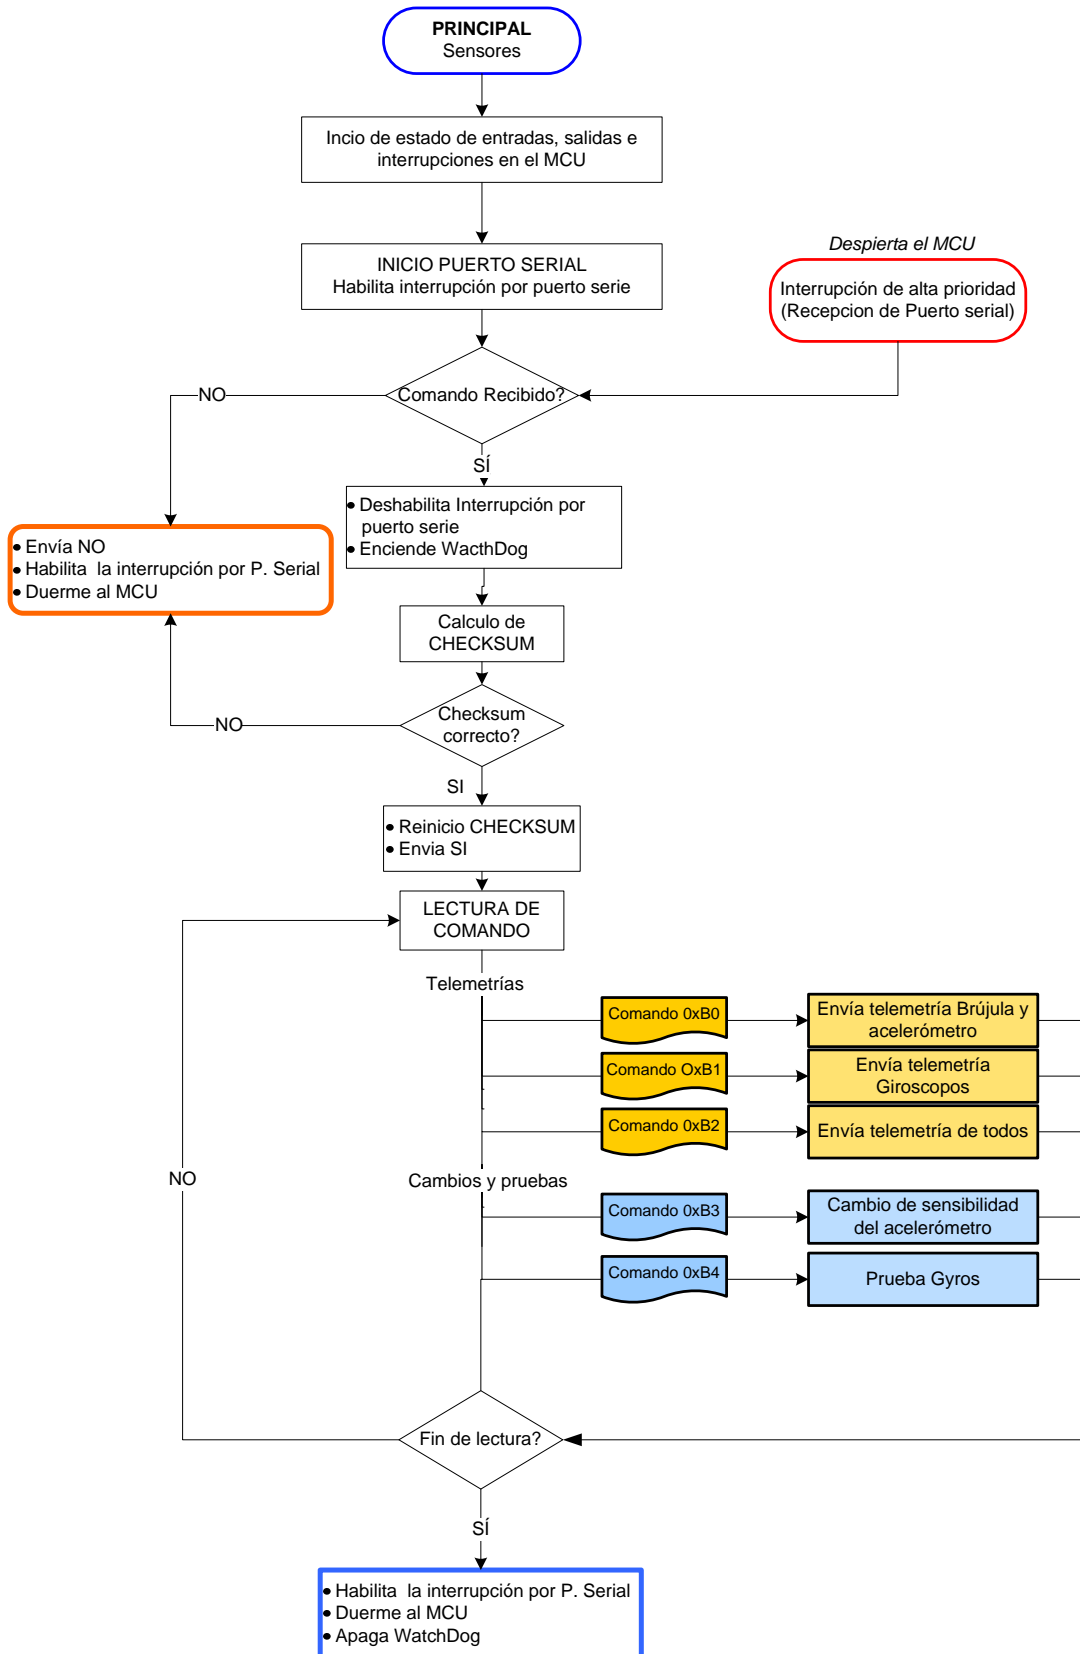 PRINCIPAL
Sensores
Incio de estado de entradas, salidas e
interrupciones en el MCU
INICIO PUERTO SERIAL
Habilita interrupción por puerto serie
Despierta el MCU
Interrupción de alta prioridad
(Recepcion de Puerto serial)
Comando Recibido?
NO
SÍ
• Deshabilita Interrupción por
puerto serie
• Enciende WacthDog
• Envía NO
• Habilita la interrupción por P. Serial
• Duerme al MCU
Calculo de
CHECKSUM
Checksum
correcto?
NO
SI
• Reinicio CHECKSUM
• Envia SI
LECTURA DE
COMANDO
Telemetrías
Comando 0xB0
Envía telemetría Brújula y
acelerómetro
Comando OxB1
Envía telemetría
Giroscopos
Comando 0xB2
Envía telemetría de todos
NO
Cambios y pruebas
Comando 0xB3
Cambio de sensibilidad
del acelerómetro
Comando 0xB4
Prueba Gyros
Fin de lectura?
SÍ
• Habilita la interrupción por P. Serial
• Duerme al MCU
• Apaga WatchDog